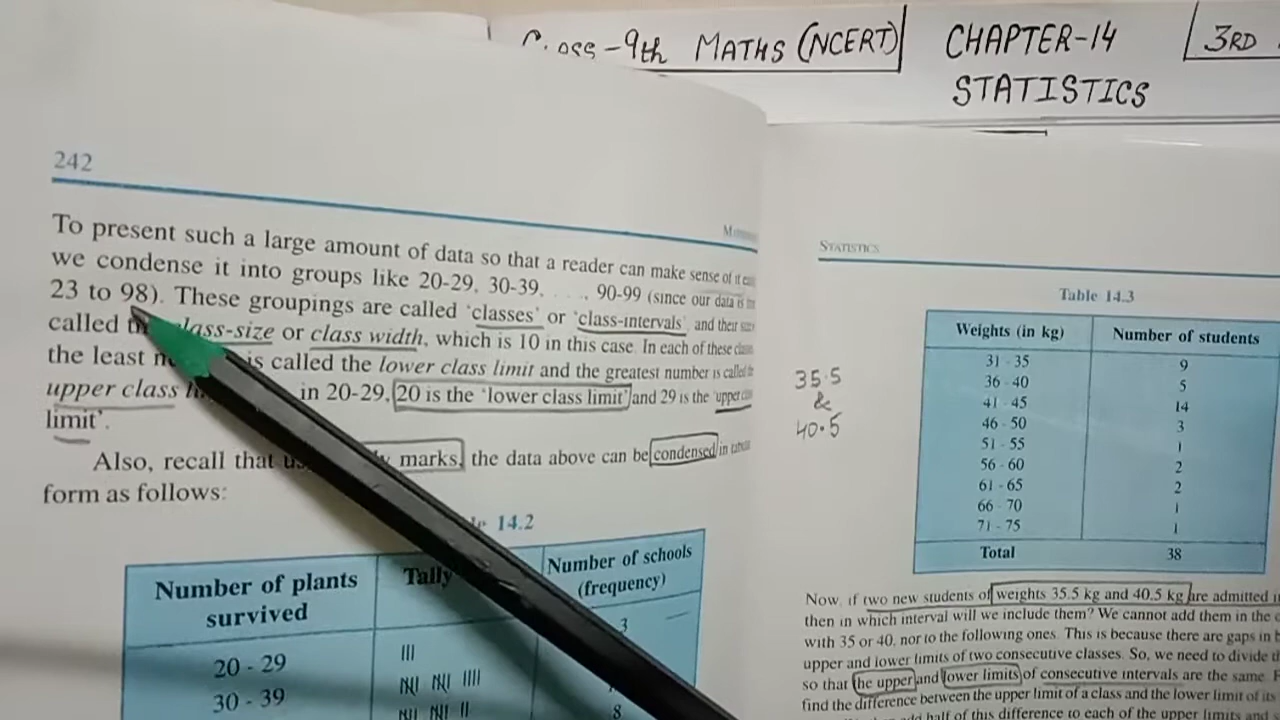 -9th MATHS (NCERT)
CHAPTER-14
3RD
STATISTICS
242
To present such a large amount of data so that a reader can make sense of it
we condense it into groups like 20-29, 30-39, . . ., 90-99 (since our data is
23 to 98). These groupings are called 'classes' or 'class-intervals', and their
called class-size or class width, which is 10 in this case. In each of these
the least is called the lower class limit and the greatest number is called
upper class in 20-29, 20 is the 'lower class limit' and 29 is the 'upper
limit'.
Also, recall that marks, the data above can be condensed in
form as follows:
14.2
Number of plants survived
Tally
Number of schools (frequency)
3
20 - 29
|||
30 - 39
8
STATISTICS
Table 14.3
Weights (in kg) Number of students
31 - 35 9
36 - 40 5
41 - 45 14
46 - 50 3
51 - 55 1
56 - 60 2
61 - 65 2
66 - 70 1
71 - 75 1
Total 38
35.5
&
40.5
Now, if two new students of weights 35.5 kg and 40.5 kg are admitted
then in which interval will we include them? We cannot add them in the
with 35 or 40, nor to the following ones. This is because there are gaps in
upper and lower limits of two consecutive classes. So, we need to divide
so that the upper and lower limits of consecutive intervals are the same.
find the difference between the upper limit of a class and the lower limit of its
add half of this difference to each of the upper limits and